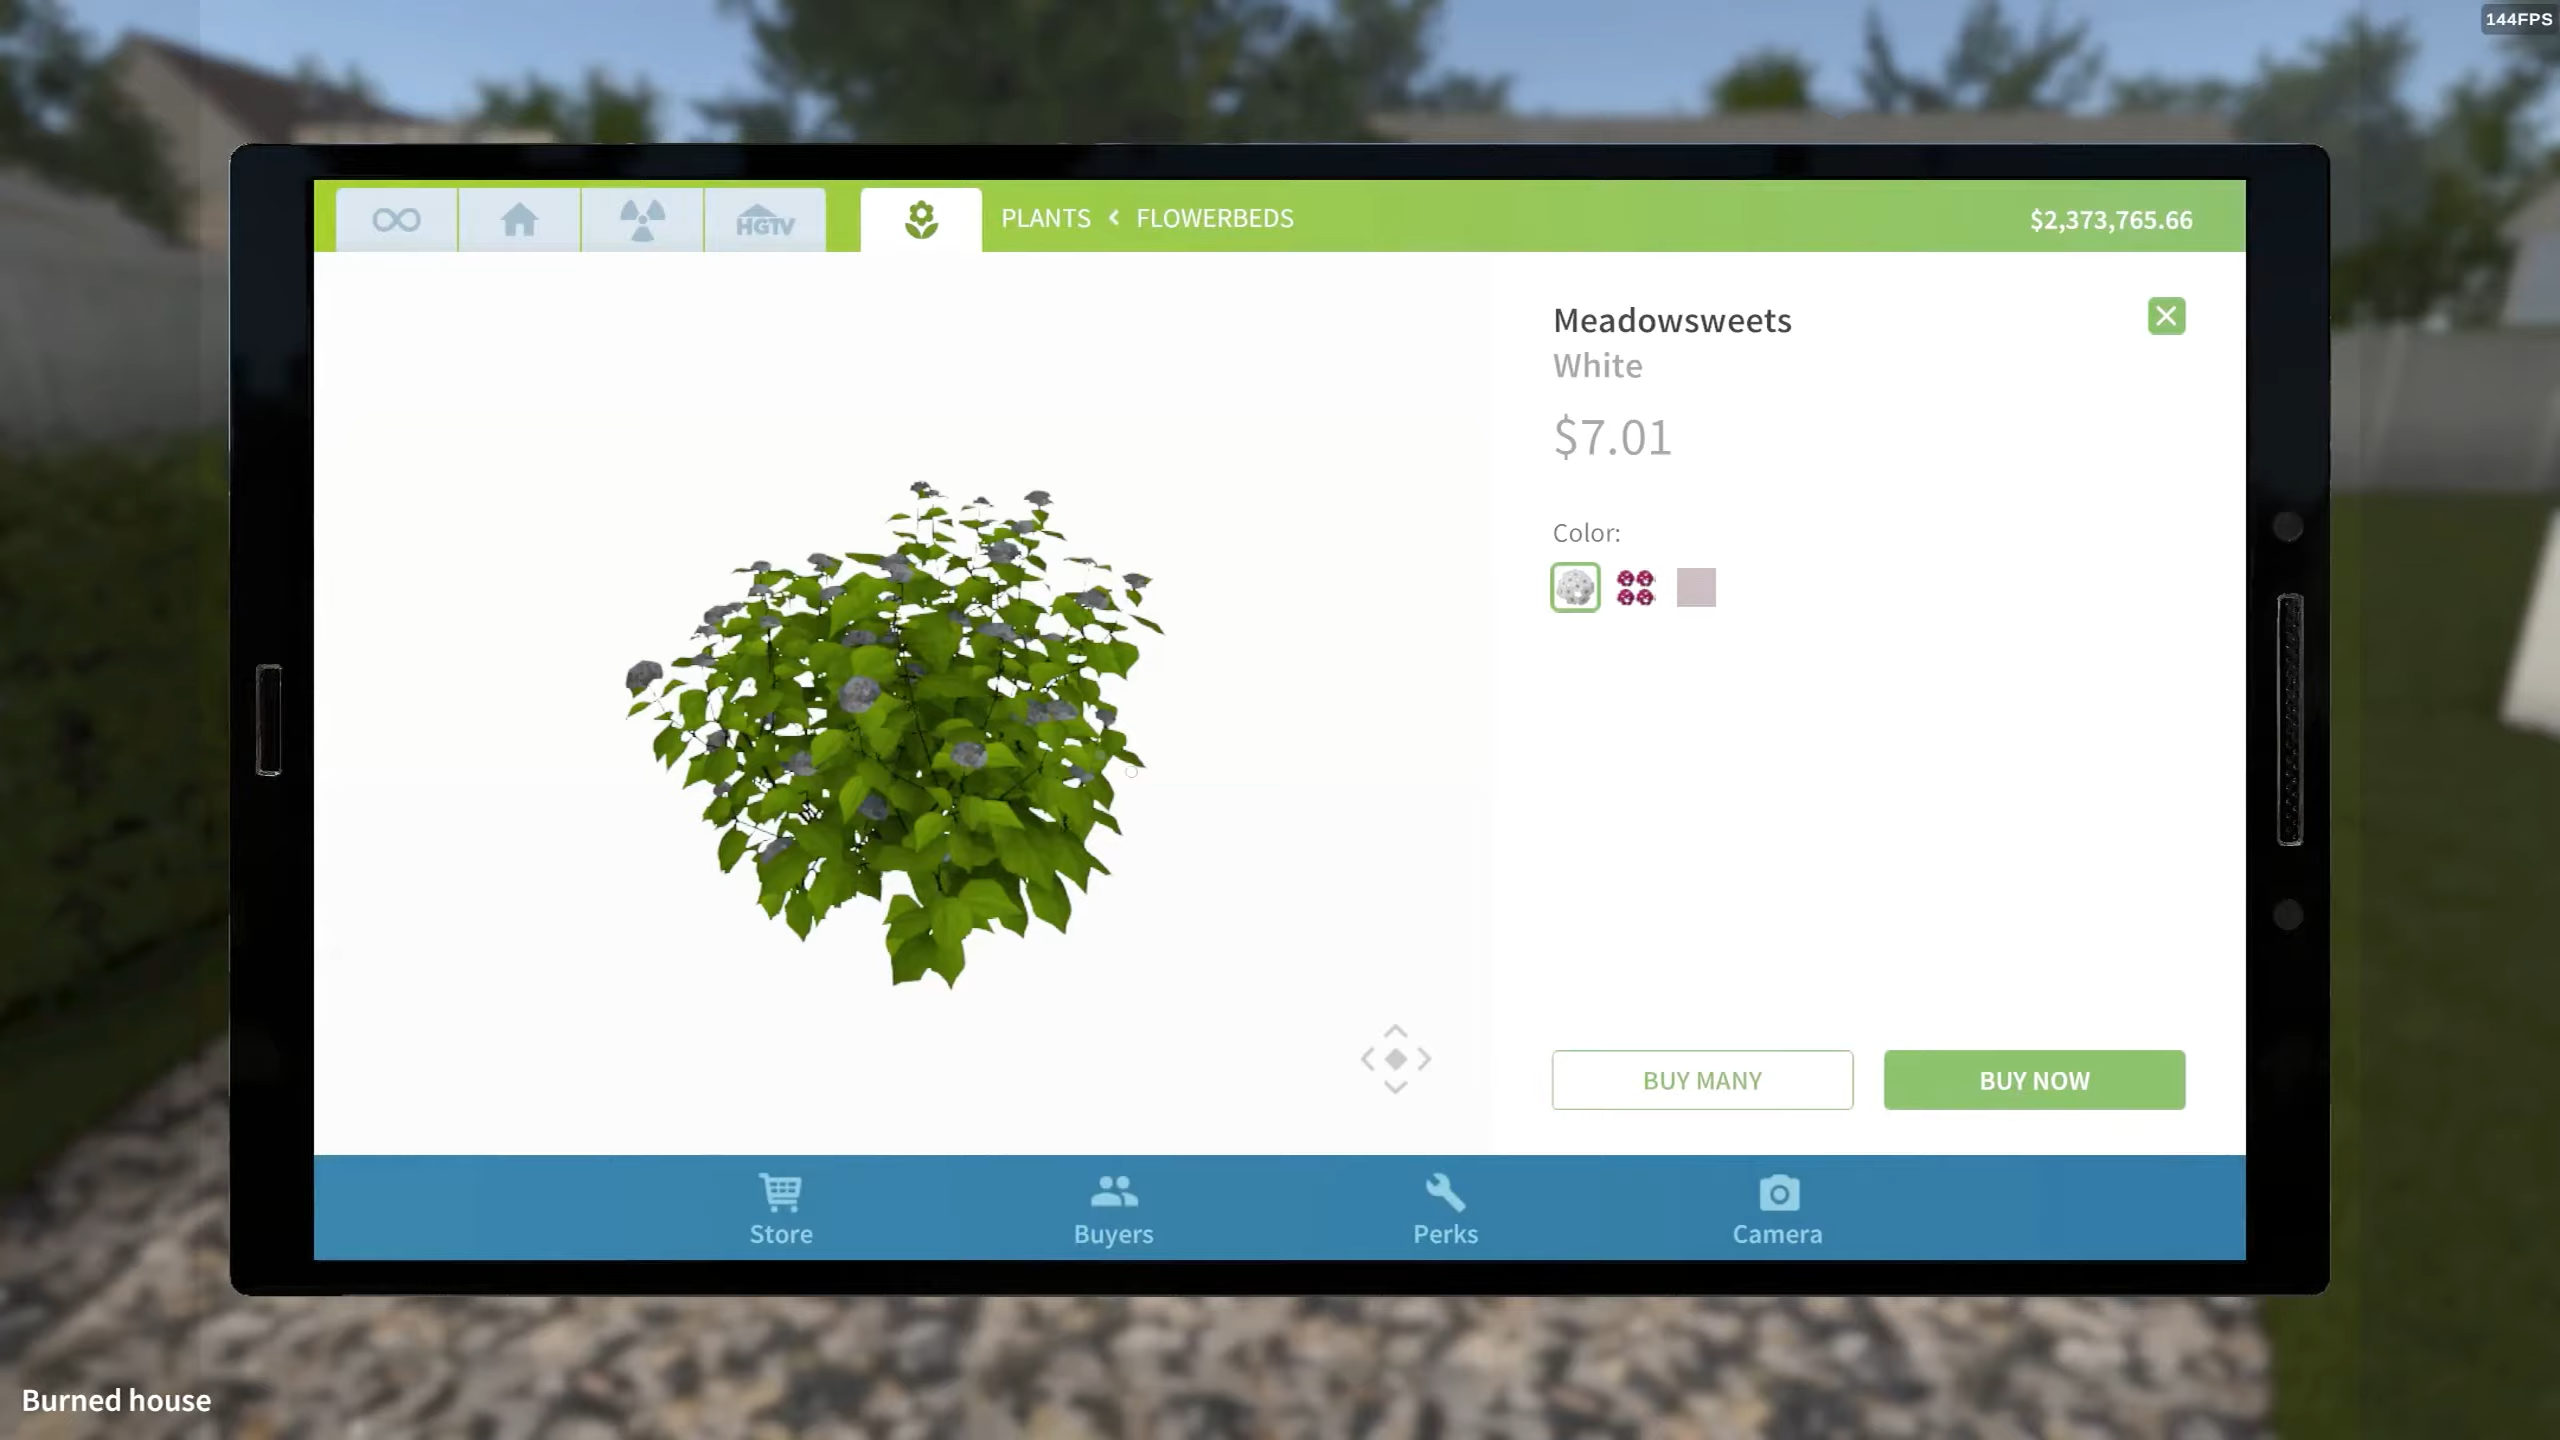 144FPS
HGTV
PLANTS < FLOWERBEDS
$2,373,765.66
Meadowsweets
White
$7.01
Color:
BUY MANY
BUY NOW
Store
Buyers
Perks
Camera
Burned house